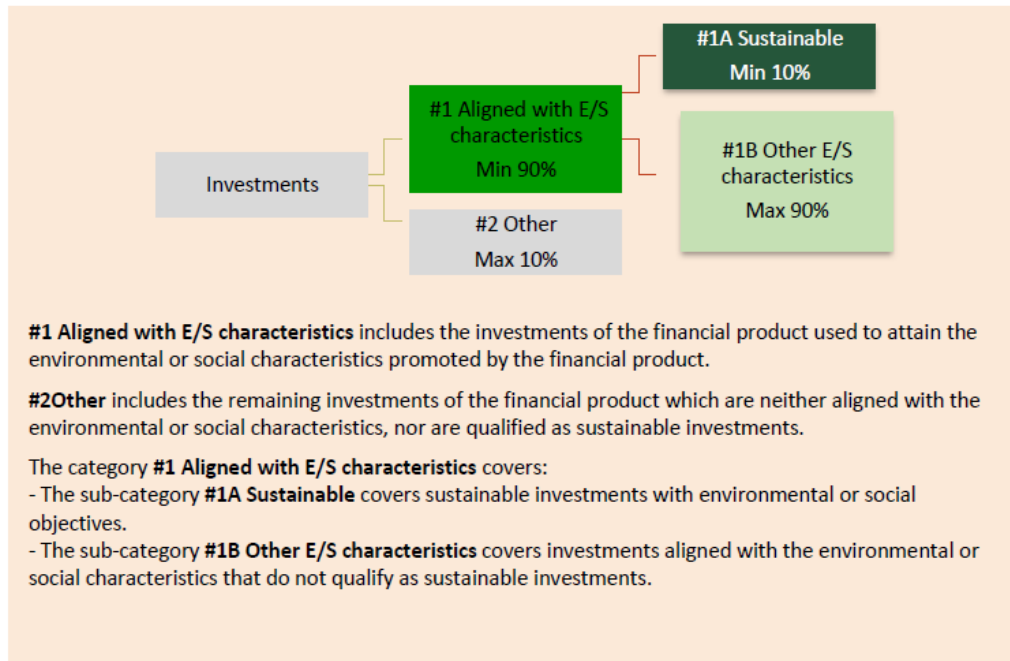 #1A Sustainable
Min 10%
#1 Aligned with E/S
characteristics
Min 90%
#1B Other E/S
characteristics
Max 90%
Investments
#2 Other
Max 10%
#1 Aligned with E/S characteristics includes the investments of the financial product used to attain the
environmental or social characteristics promoted by the financial product.
#2Other includes the remaining investments of the financial product which are neither aligned with the
environmental or social characteristics, nor are qualified as sustainable investments.
The category #1 Aligned with E/S characteristics covers:
- The sub-category #1A Sustainable covers sustainable investments with environmental or social
objectives.
- The sub-category #1B Other E/S characteristics covers investments aligned with the environmental or
social characteristics that do not qualify as sustainable investments.